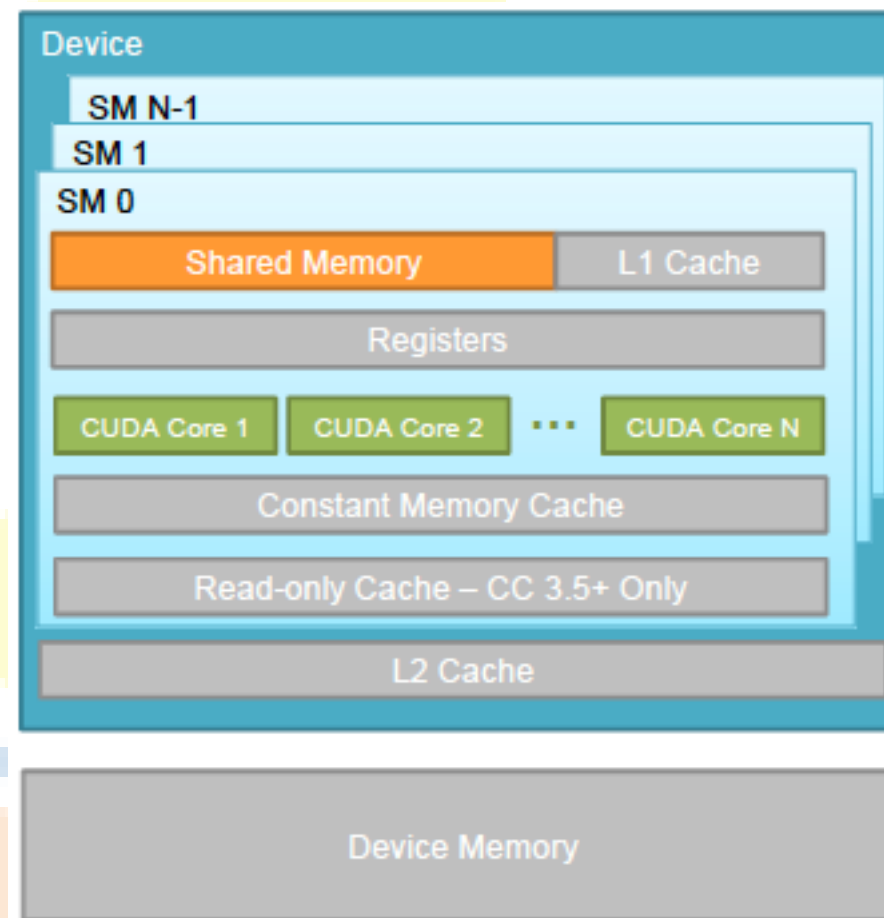 Device
SM N-1
SM 1
SM 0
Shared Memory L1 Cache
Registers
CUDA Core 1 CUDA Core 2 ... CUDA Core N
Constant Memory Cache
Read-only Cache – CC 3.5+ Only
L2 Cache
Device Memory